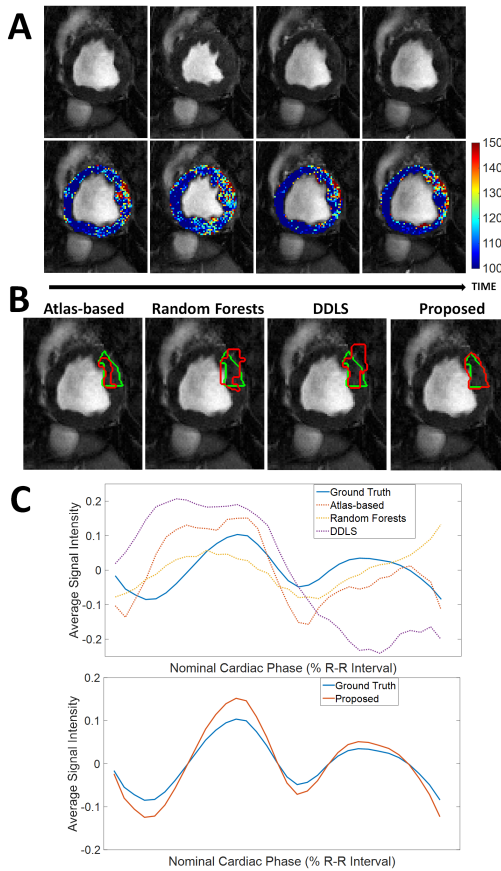 A
150
140
130
120
110
100
TIME
B
Atlas-based Random Forests DDLS Proposed
C
Average Signal Intensity
0.2
0.1
0
-0.1
-0.2
Ground Truth
Atlas-based
Random Forests
DDLS
Nominal Cardiac Phase (% R-R Interval)
Average Signal Intensity
0.2
0.1
0
-0.1
-0.2
Ground Truth
Proposed
Nominal Cardiac Phase (% R-R Interval)